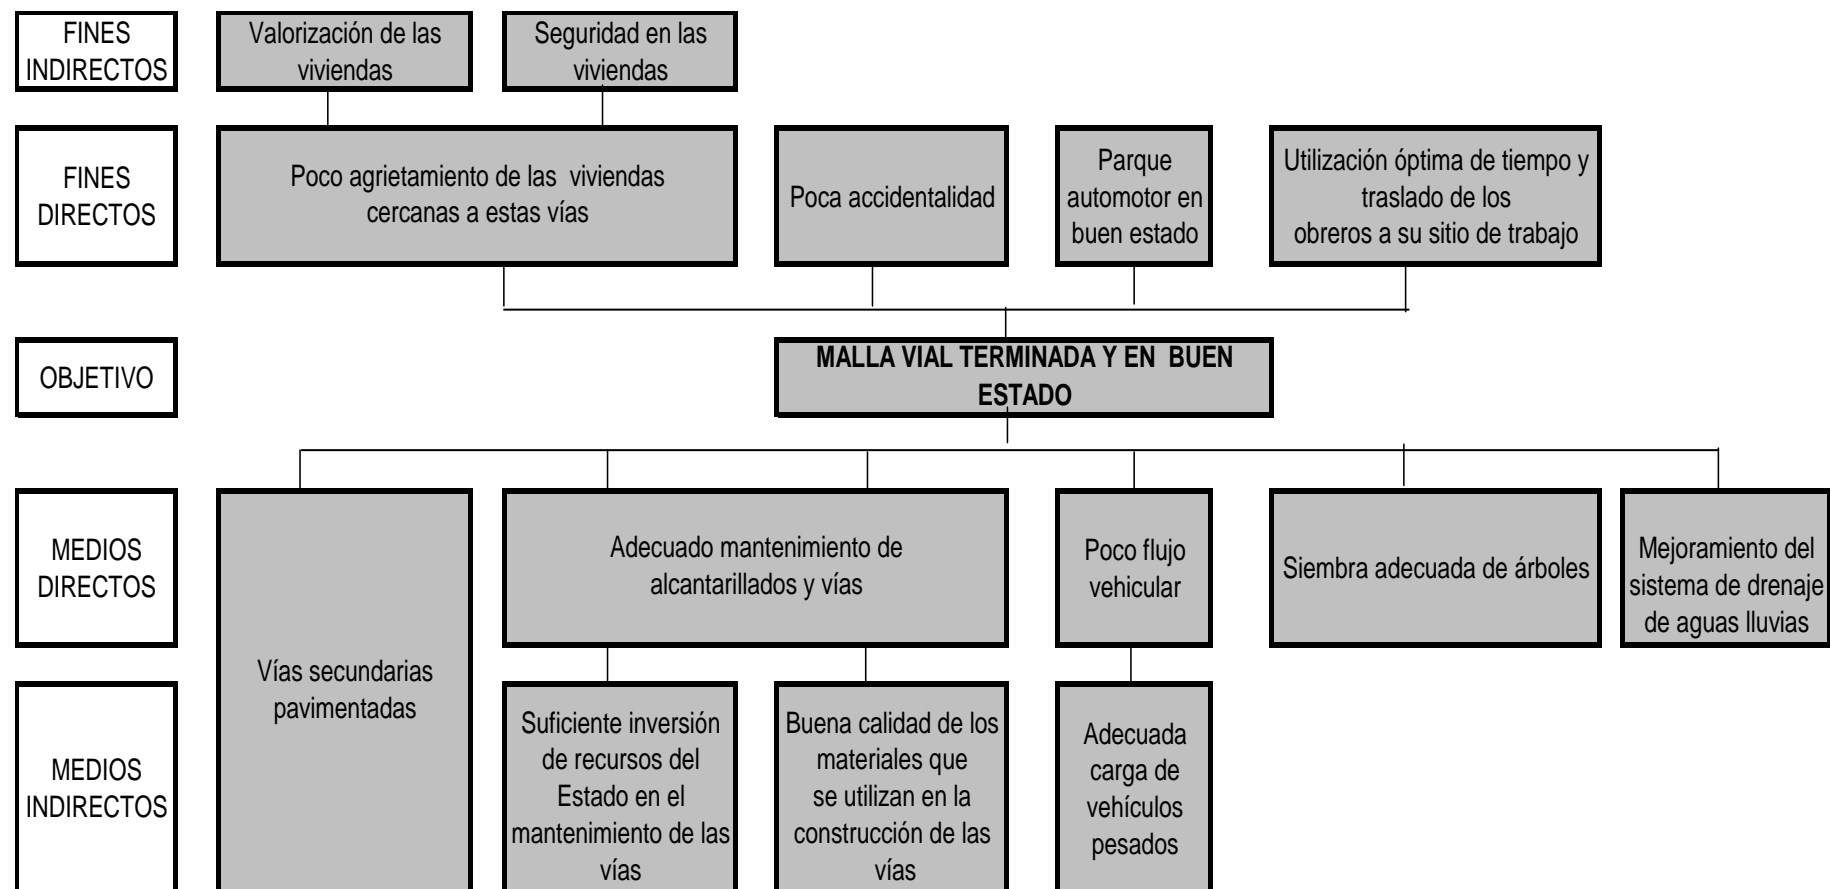 FINES
INDIRECTOS
Valorización de las
viviendas
Seguridad en las
viviendas
FINES
DIRECTOS
Poco agrietamiento de las  viviendas
cercanas a estas vías
Poca accidentalidad
Parque
automotor en
buen estado
Utilización óptima de tiempo y
traslado de los
obreros a su sitio de trabajo
OBJETIVO
MALLA VIAL TERMINADA Y EN  BUEN
ESTADO
MEDIOS
DIRECTOS
Vías secundarias
pavimentadas
Adecuado mantenimiento de
alcantarillados y vías
Poco flujo
vehicular
Siembra adecuada de árboles
Mejoramiento del
sistema de drenaje
de aguas lluvias
MEDIOS
INDIRECTOS
Suficiente inversión
de recursos del
Estado en el
mantenimiento de las
vías
Buena calidad de los
materiales que
se utilizan en la
construcción de las
vías
Adecuada
carga de
vehículos
pesados